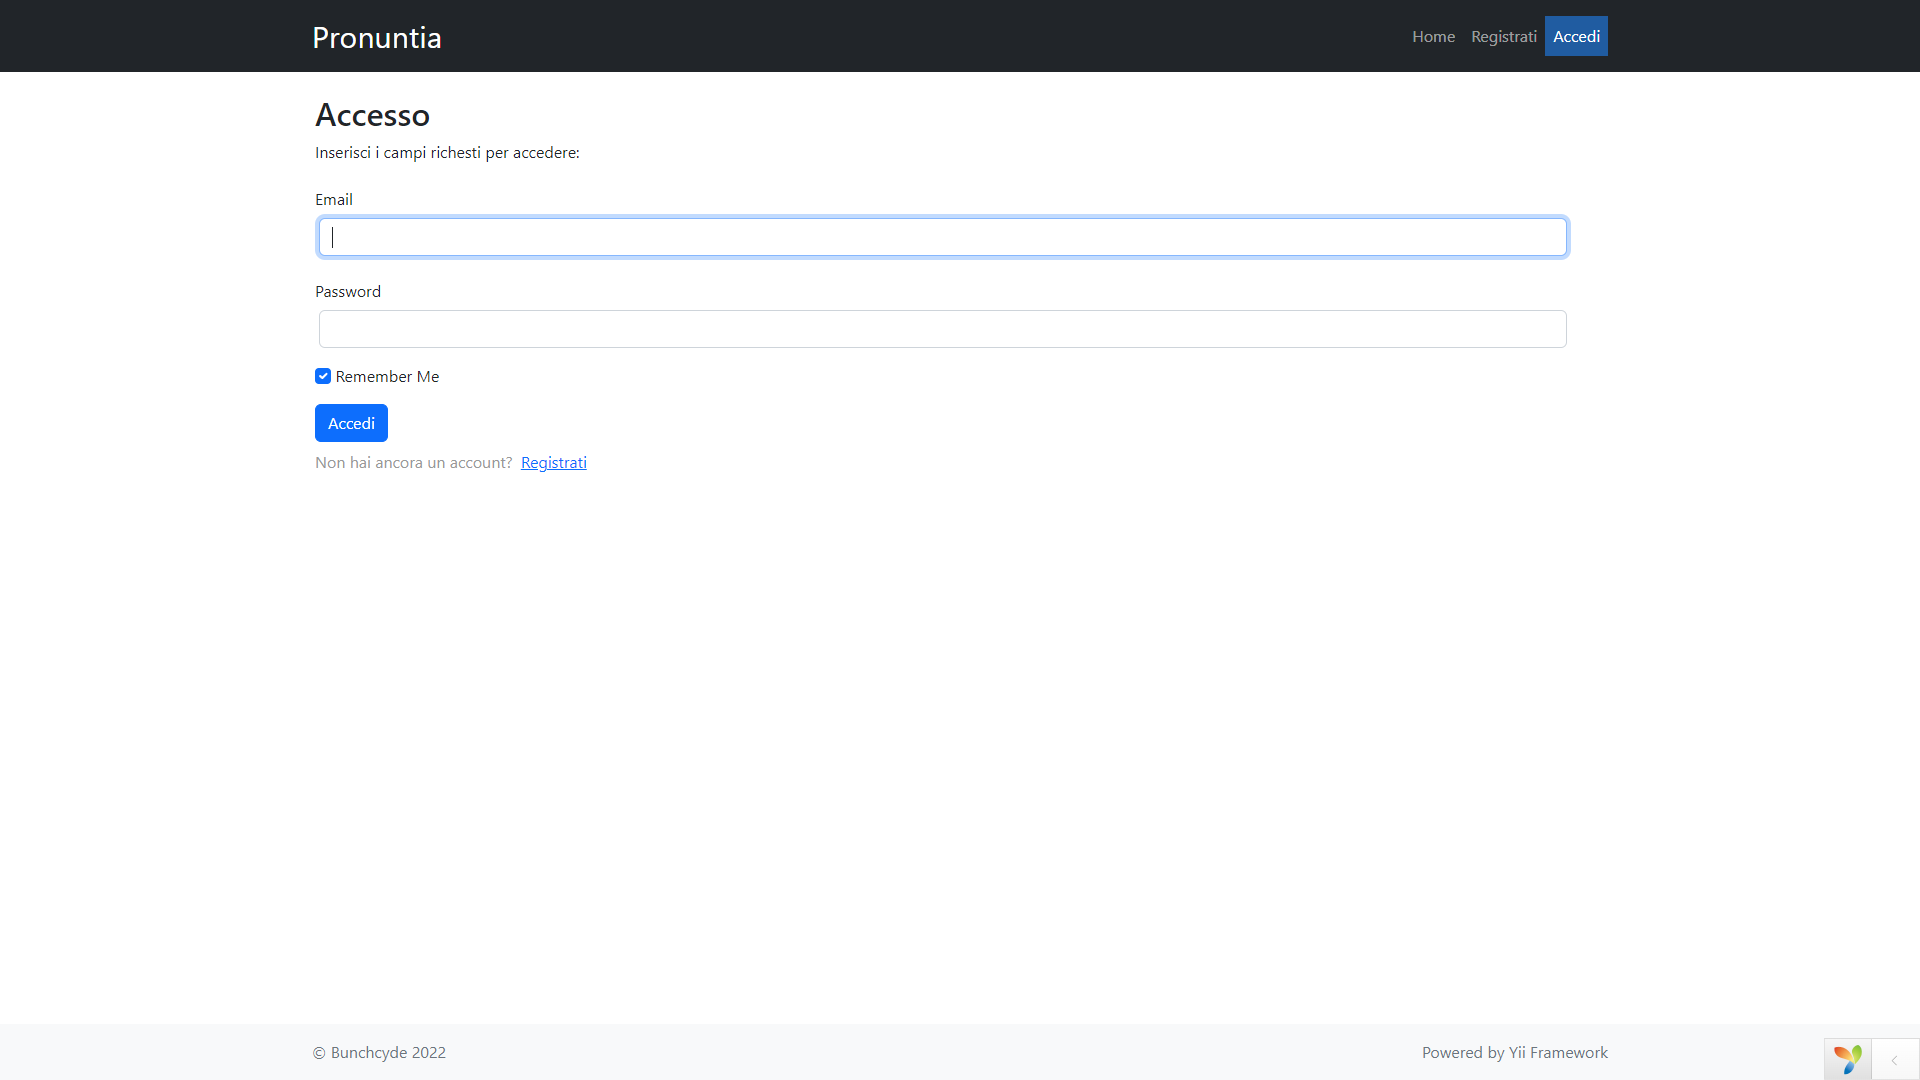 Pronuntia
Home Registrati Accedi
Accesso
Inserisci i campi richesti per accedere:
Email
Password
Remember Me
Accedi
Non hai ancora un account? Registrati
© Bunchcyde 2022
Powered by Yii Framework